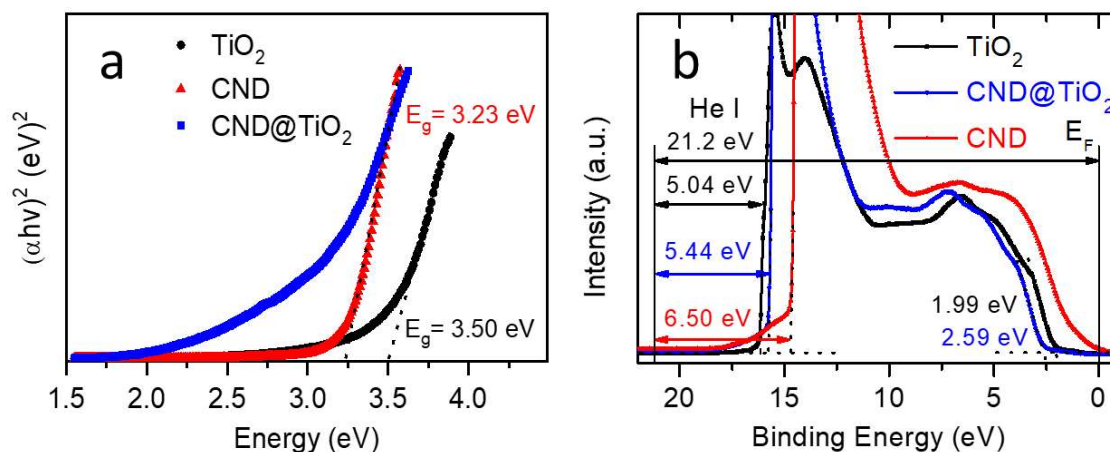 a
TiO₂
CND
CND@TiO₂
E_g= 3.23 eV
E_g= 3.50 eV
(αhν)² (eV)²
1.5 2.0 2.5 3.0 3.5 4.0
Energy (eV)
b
TiO₂
CND@TiO₂
CND
E_F
He I
21.2 eV
5.04 eV
5.44 eV
6.50 eV
1.99 eV
2.59 eV
Intensity (a.u.)
20 15 10 5 0
Binding Energy (eV)